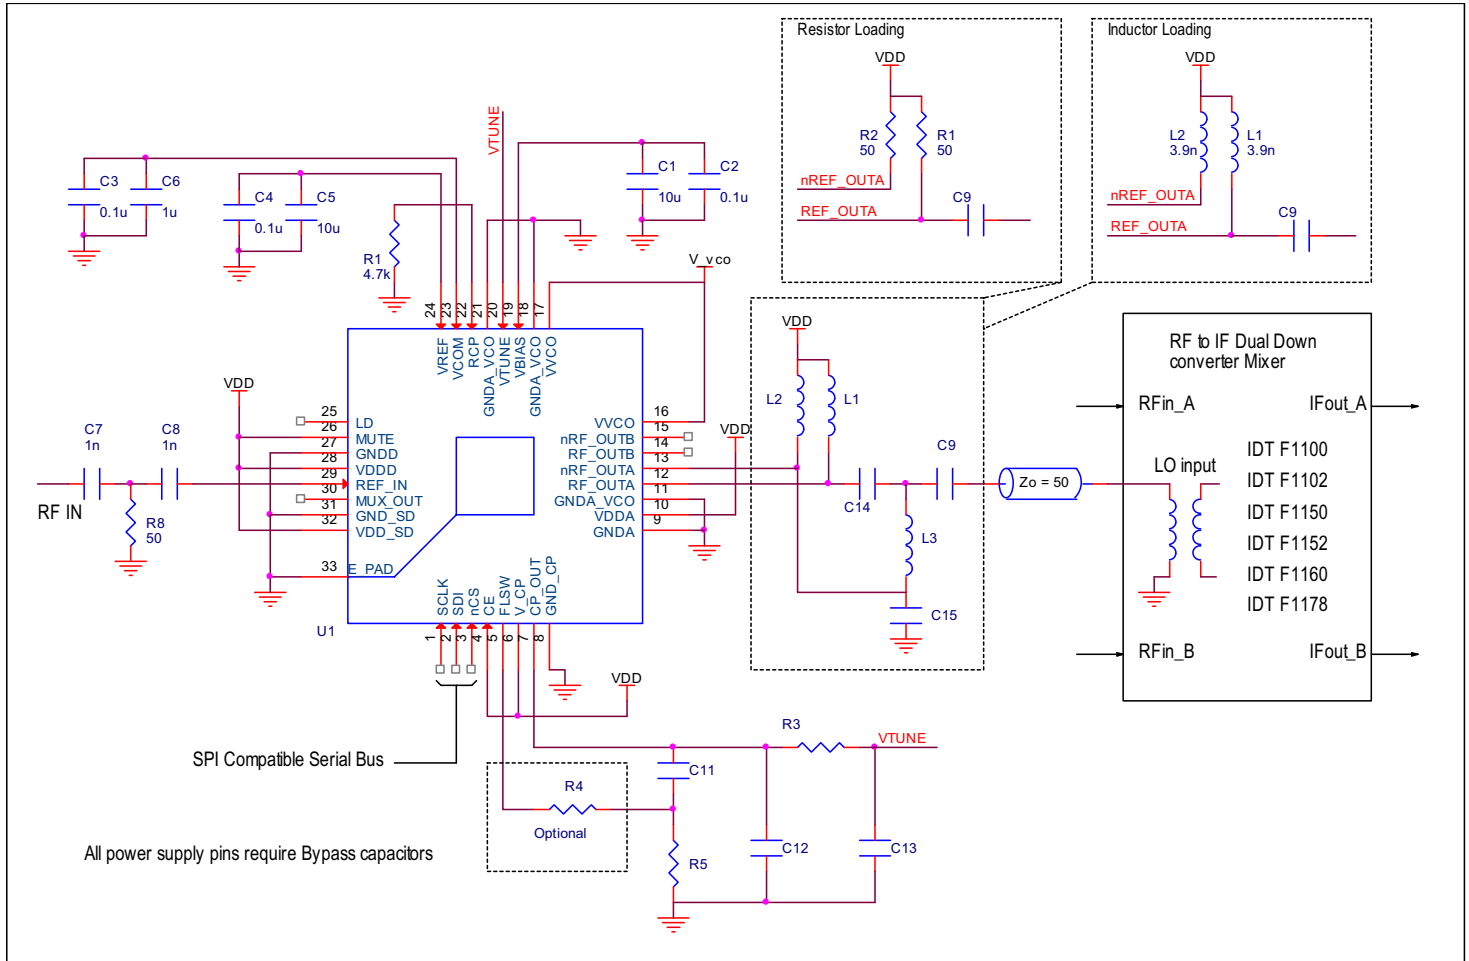 Resistor Loading
VDD
R2
50
R1
50
nREF_OUTA
REF_OUTA
C9
Inductor Loading
VDD
L2
3.9n
L1
3.9n
nREF_OUTA
REF_OUTA
C9
C3
0.1u
C6
1u
C4
0.1u
C5
10u
R1
4.7k
VTUNE
C1
10u
C2
0.1u
V_vco
24
23
22
21
20
19
18
17
VREF
VCOM
RCP
GNDA_VCO
VTUNE
VBIAS
GNDA_VCO
VVCO
VDD
C7
1n
C8
1n
RF IN
R8
50
25
26
27
28
29
30
31
32
33
LD
MUTE
GNDD
VDDD
REF_IN
MUX_OUT
GND_SD
VDD_SD
E_PAD
VVCO
nRF_OUTB
RF_OUTB
nRF_OUTA
RF_OUTA
GNDA_VCO
VDDA
GNDA
16
15
14
13
12
11
10
9
VDD
SCLK
SDI
nCS
CE
FLSW
V_CP
CP_OUT
GND_CP
1
2
3
4
5
6
7
8
U1
VDD
L2
L1
C14
C9
L3
C15
Zo = 50
RF to IF Dual Down
converter Mixer
RFin_A
IFout_A
LO input
IDT F1100
IDT F1102
IDT F1150
IDT F1152
IDT F1160
IDT F1178
RFin_B
IFout_B
VDD
SPI Compatible Serial Bus
R3
VTUNE
C11
R4
Optional
R5
C12
C13
All power supply pins require Bypass capacitors